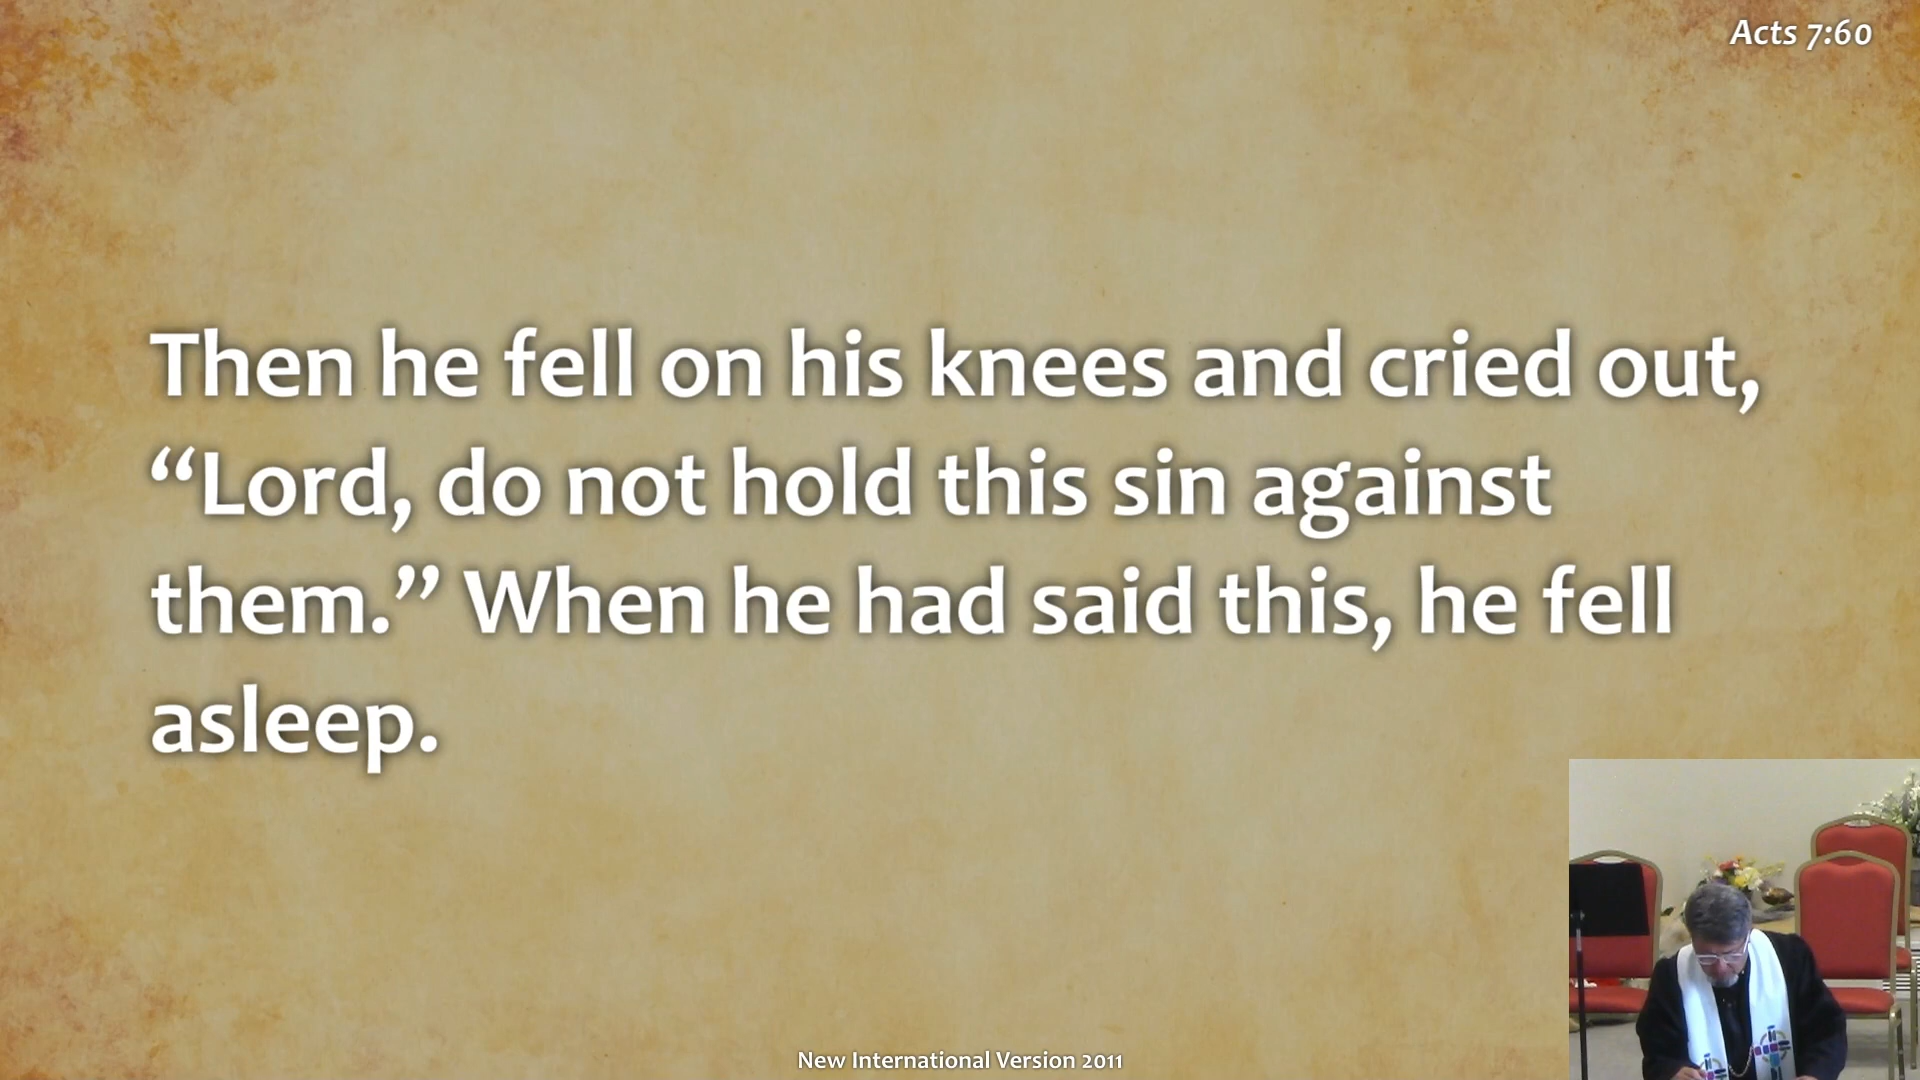 Acts 7:60
Then he fell on his knees and cried out,
“Lord, do not hold this sin against
them.” When he had said this, he fell
asleep.
New International Version 2011